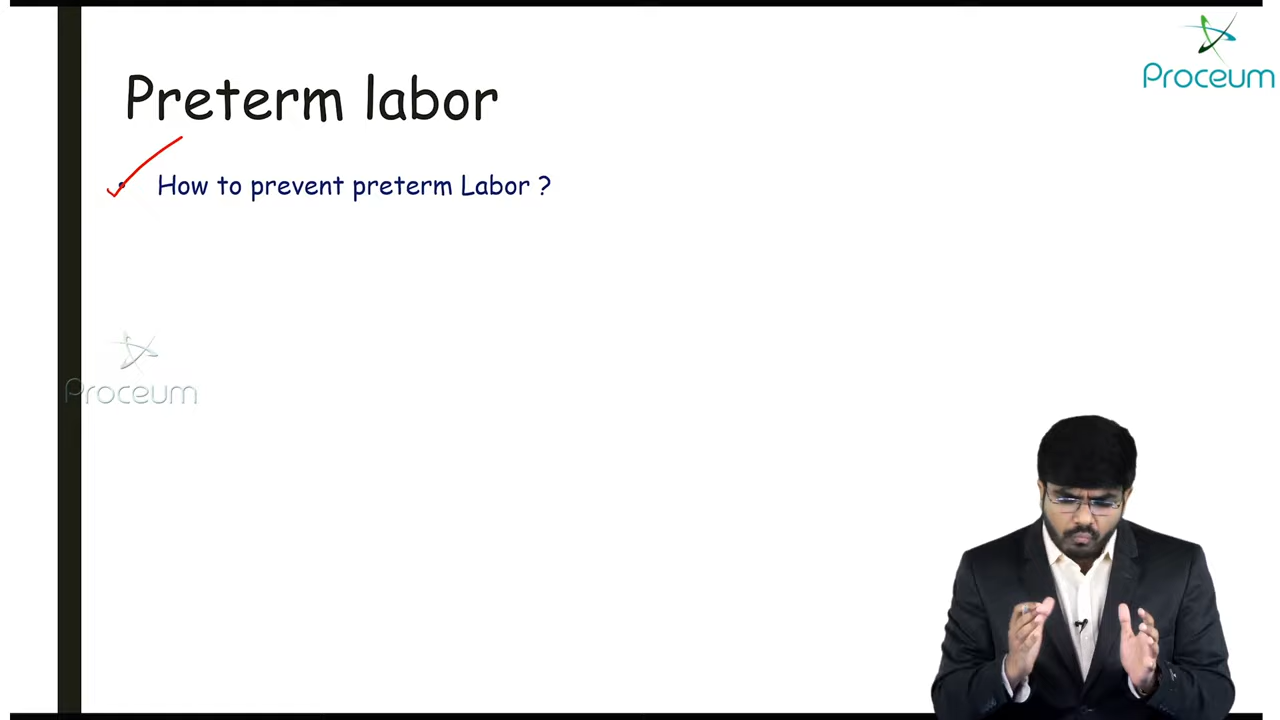 Proceum
Preterm labor
• How to prevent preterm Labor ?
Proceum